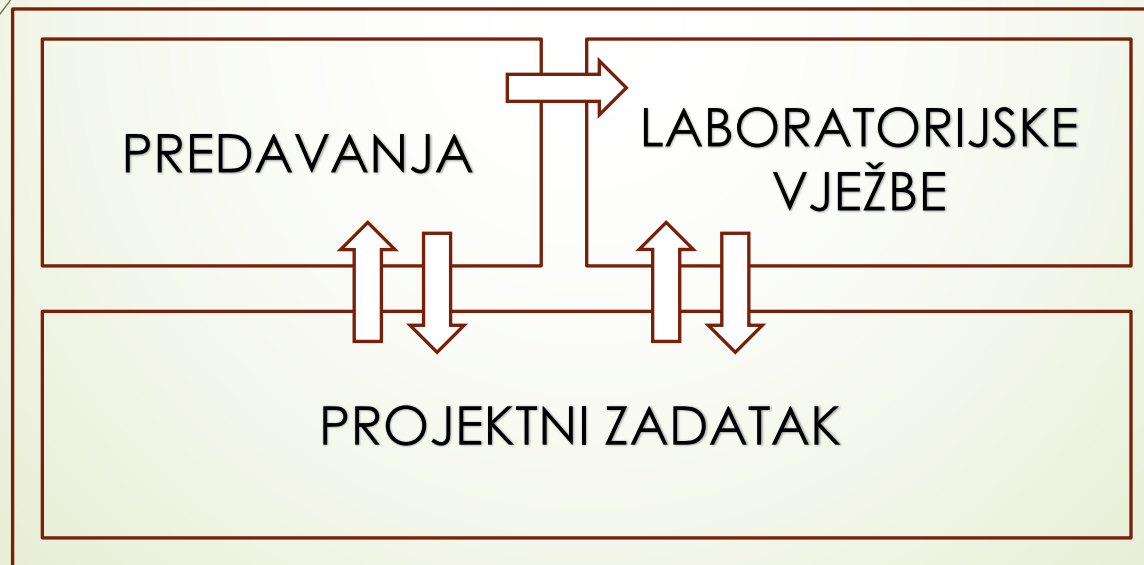 PREDAVANJA
LABORATORIJSKE
VJEŽBE
PROJEKTNI ZADATAK